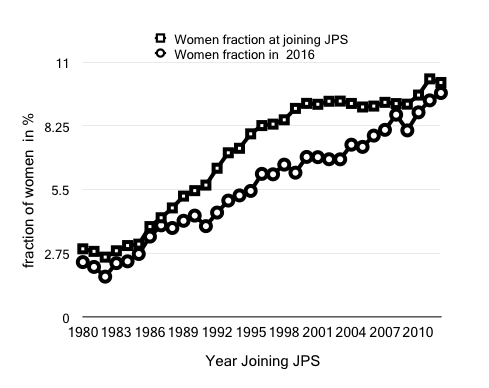 Women fraction at joining JPS
Women fraction in 2016
11
8.25
5.5
2.75
0
fraction of women in %
1980 1983 1986 1989 1992 1995 1998 2001 2004 2007 2010
Year Joining JPS